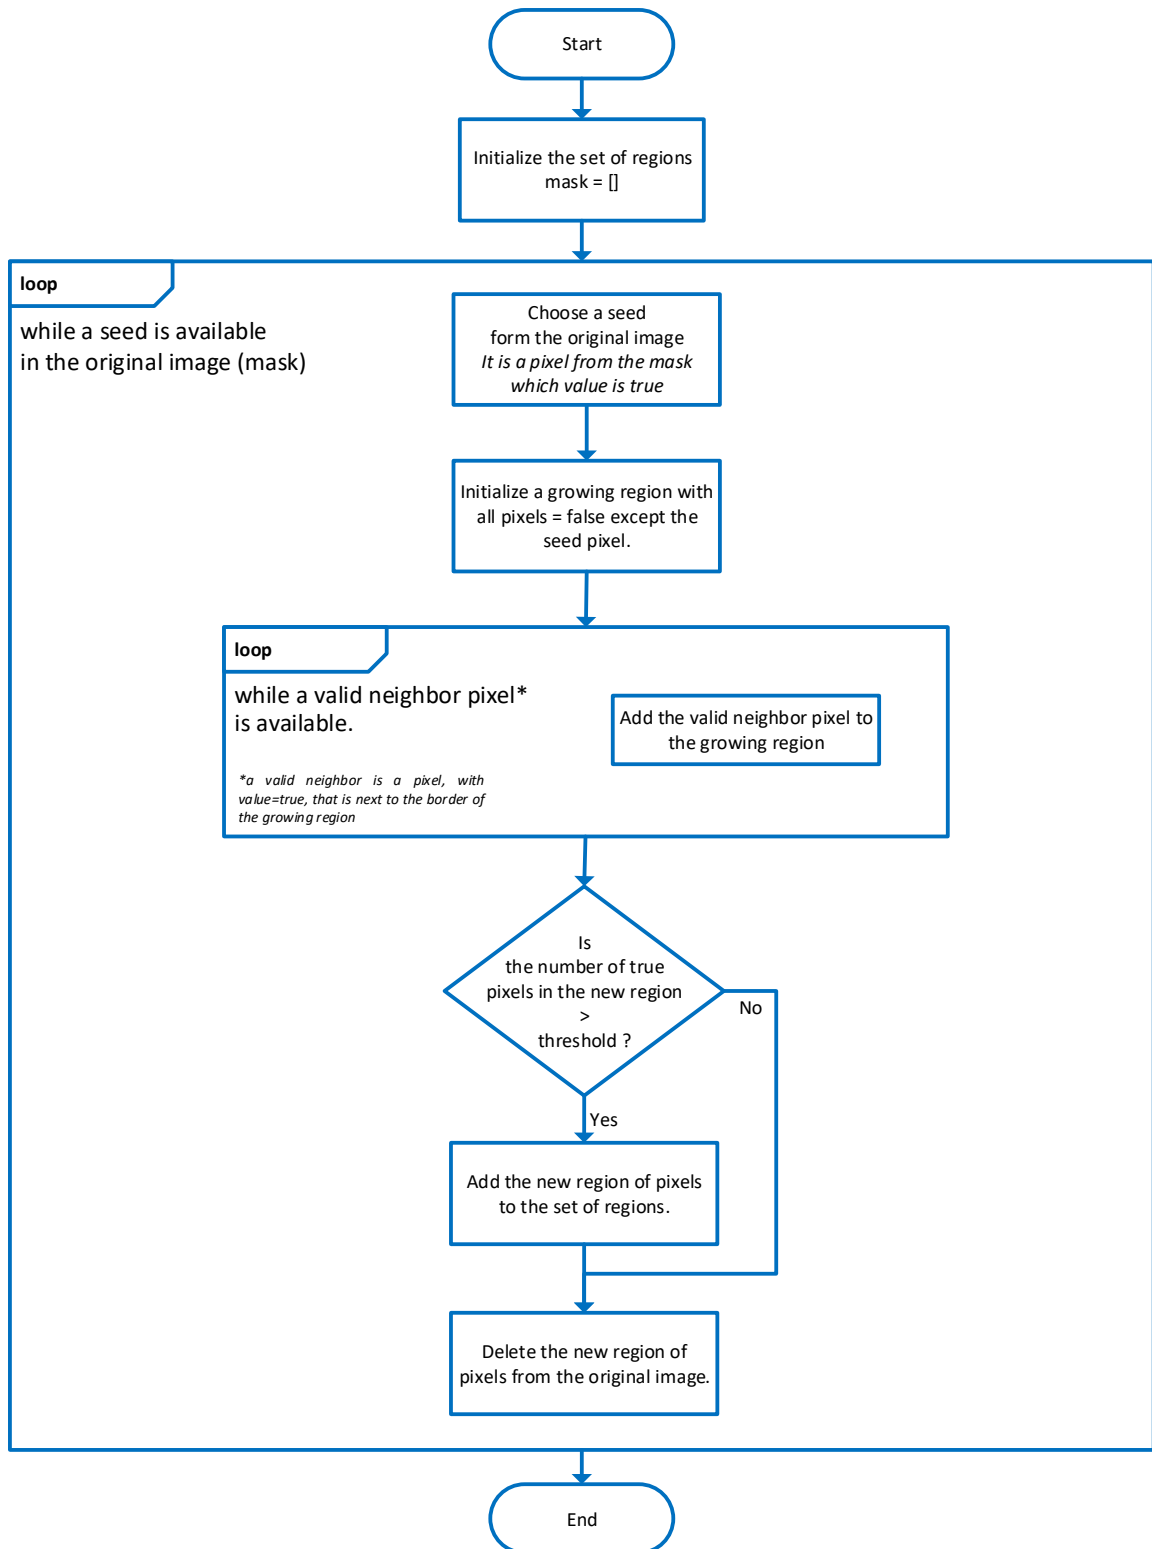 Start
Initialize the set of regions
mask = []
loop
while a seed is available
in the original image (mask)
Choose a seed
form the original image
It is a pixel from the mask
which value is true
Initialize a growing region with
all pixels = false except the
seed pixel.
loop
while a valid neighbor pixel*
is available.
*a valid neighbor is a pixel, with
value=true, that is next to the border of
the growing region
Add the valid neighbor pixel to
the growing region
Is
the number of true
pixels in the new region
>
threshold ?
No
Yes
Add the new region of pixels
to the set of regions.
Delete the new region of
pixels from the original image.
End